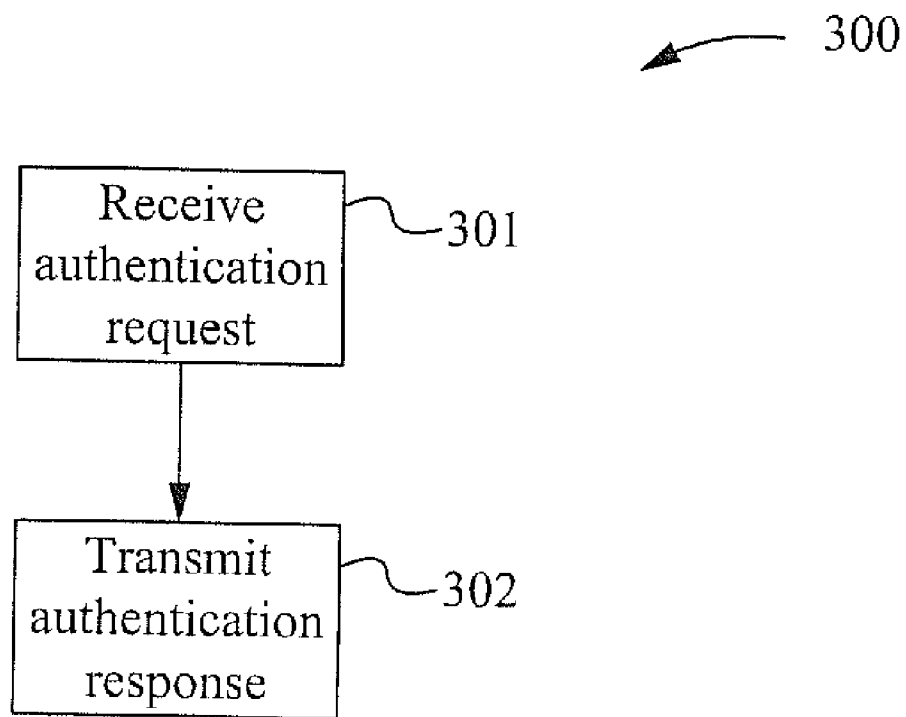 300
Receive
authentication
request
301
Transmit
authentication
response
302